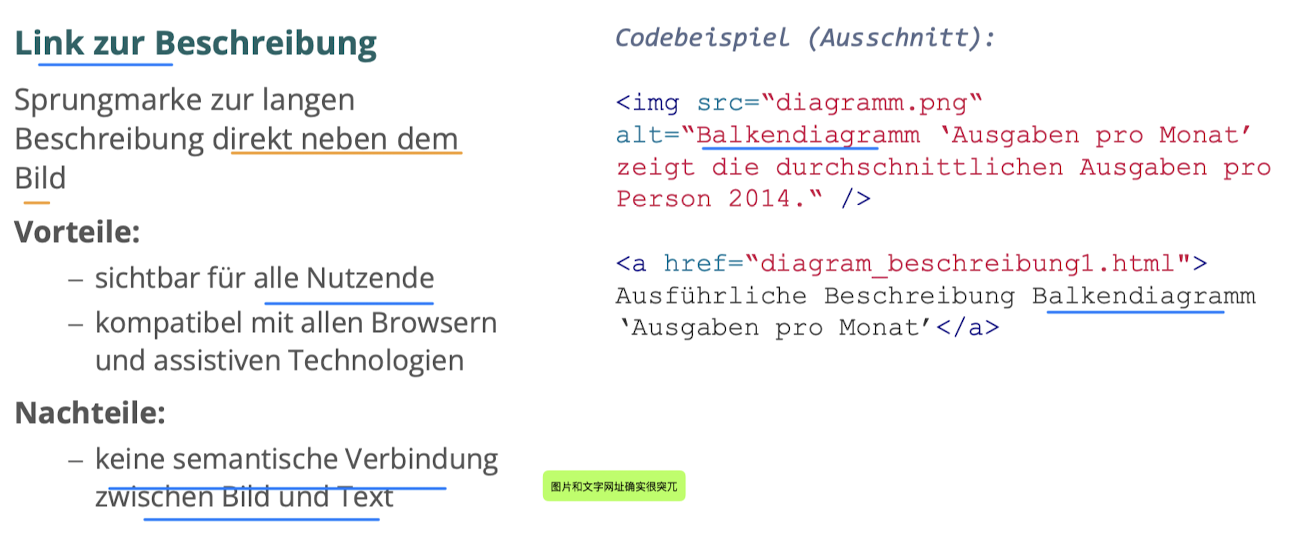 Link zur Beschreibung
Sprungmarke zur langen
Beschreibung direkt neben dem
Bild
Vorteile:
– sichtbar für alle Nutzende
– kompatibel mit allen Browsern
und assistiven Technologien
Nachteile:
– keine semantische Verbindung
zwischen Bild und Text
图片和文字网址确实很突兀
Codebeispiel (Ausschnitt):
<img src=‟diagramm.png‟
alt=‟Balkendiagramm ‛Ausgaben pro Monat’
zeigt die durchschnittlichen Ausgaben pro
Person 2014.‟ />
<a href=‟diagram_beschreibung1.html">
Ausführliche Beschreibung Balkendiagramm
‛Ausgaben pro Monat’</a>